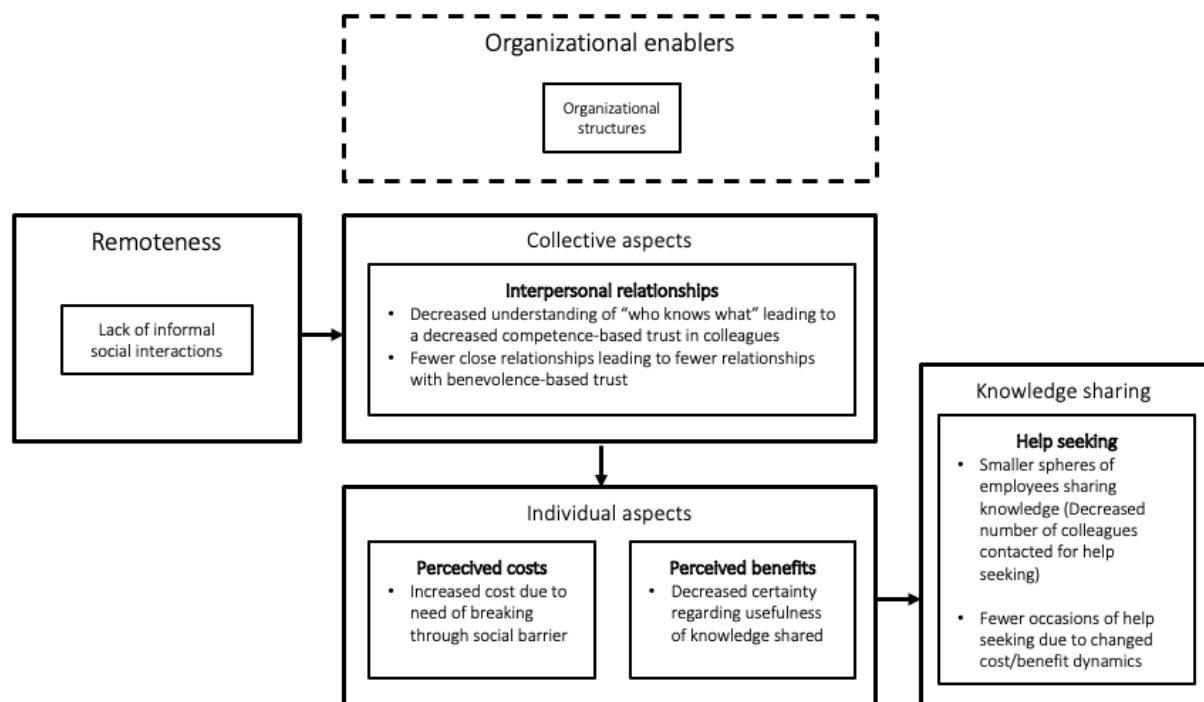 Organizational enablers
Organizational
structures
Remoteness
Lack of informal
social interactions
Collective aspects
Interpersonal relationships
• Decreased understanding of “who knows what” leading to
a decreased competence-based trust in colleagues
• Fewer close relationships leading to fewer relationships
with benevolence-based trust
Individual aspects
Percecived costs
• Increased cost due to
need of breaking
through social barrier
Perceived benefits
• Decreased certainty
regarding usefulness
of knowledge shared
Knowledge sharing
Help seeking
• Smaller spheres of
employees sharing
knowledge (Decreased
number of colleagues
contacted for help
seeking)
• Fewer occasions of help
seeking due to changed
cost/benefit dynamics